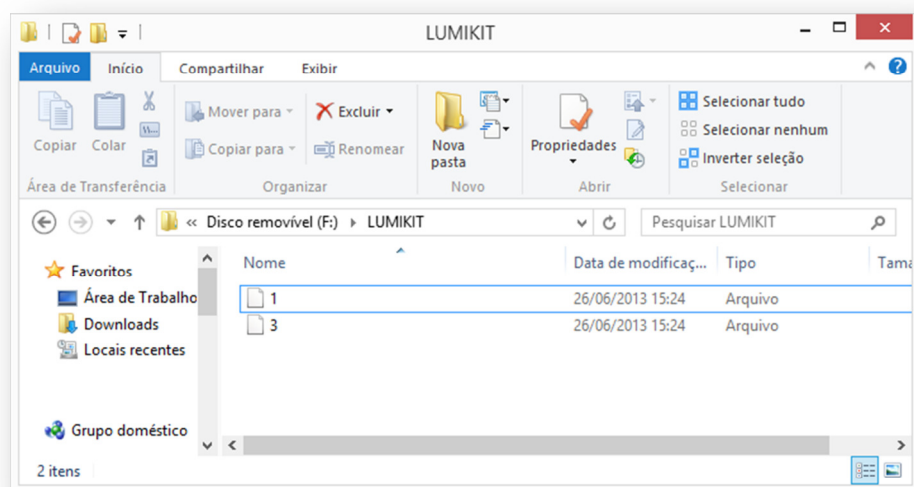 LUMIKIT
Arquivo Início Compartilhar Exibir
Copiar Colar W... Mover para Copiar para Excluir Renomear Nova pasta Propriedades Selecionar tudo Selecionar nenhum Inverter seleção
Área de Transferência Organizar Novo Abrir Selecionar
« Disco removível (F:) LUMIKIT Pesquisar LUMIKIT
Favoritos Nome Data de modificaç... Tipo Tama
Área de Trabalho 1 26/06/2013 15:24 Arquivo
Downloads 3 26/06/2013 15:24 Arquivo
Locais recentes
Grupo doméstico
2 itens